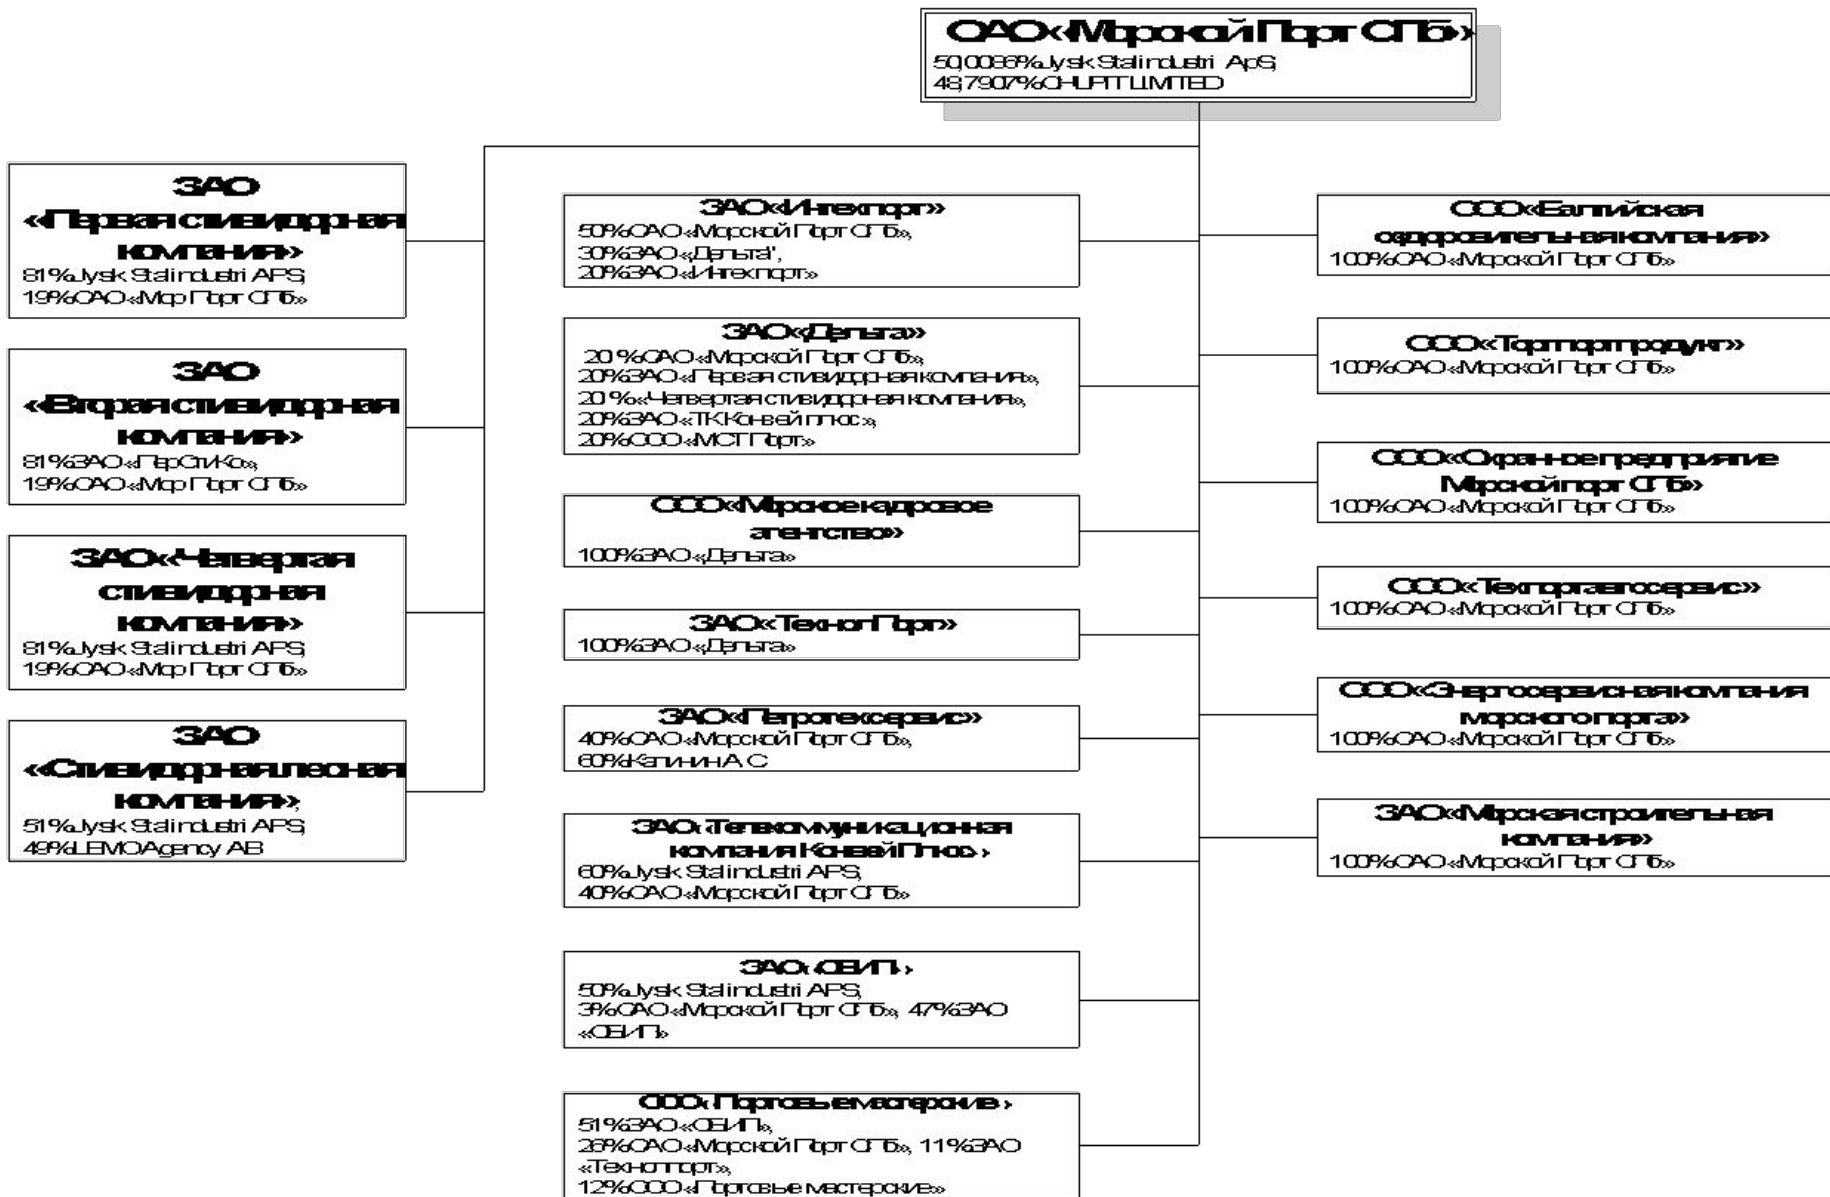 ОАО «Морской Порт СПб»
50,0086% Jysk Stalindustri ApS,
48,7907% CHUPIT LIMITED
ЗАО
«Первая стивидорная
компания»
81% Jysk Stalindustri APS,
19% ОАО «Мор Порт СПб»
ЗАО
«Вторая стивидорная
компания»
81% ЗАО «ПерСтиКо»,
19% ОАО «Мор Порт СПб»
ЗАО «Четвертая
стивидорная
компания»
81% Jysk Stalindustri APS,
19% ОАО «Мор Порт СПб»
ЗАО
«Стивидорная лесная
компания»,
51% Jysk Stalindustri APS,
49% LEMO Agency AB
ЗАО «Интехпорт»
50% ОАО «Морской Порт СПб»,
30% ЗАО «Дельта",
20% ЗАО «Интехпорт»
ЗАО «Дельта»
20 % ОАО «Морской Порт СПб»,
20% ЗАО «Первая стивидорная компания»,
20 % «Четвертая стивидорная компания»,
20% ЗАО «ТК Конвей плюс»,
20% ООО «МСТ Порт»
ООО «Морское кадровое
агентство»
100% ЗАО «Дельта»
ЗАО «Технол Порт»
100% ЗАО «Дельта»
ЗАО «Петротехсервис»
40% ОАО «Морской Порт СПб»,
60% Калинин А.С
ЗАО «Телекоммуникационная
компания Конвей Плюс»
60% Jysk Stalindustri APS,
40% ОАО «Морской Порт СПб»
ЗАО «ОБИП»
50% Jysk Stalindustri APS,
3% ОАО «Морской Порт СПб», 47% ЗАО
«ОБИП»
ООО «Портовые мастерские»
51% ЗАО «ОБИП»,
26% ОАО «Морской Порт СПб», 11% ЗАО
«Технолпорт»,
12% ООО «Портовые мастерские»
ООО «Балтийская
оздоровительная компания»
100% ОАО «Морской Порт СПб»
ООО «Торгпортпродукт»
100% ОАО «Морской Порт СПб»
ООО «Охранное предприятие
Морской порт СПб»
100% ОАО «Морской Порт СПб»
ООО «Техпортавтосервис»
100% ОАО «Морской Порт СПб»
ООО «Энергосервисная компания
морского порта»
100% ОАО «Морской Порт СПб»
ЗАО «Морская строительная
компания»
100% ОАО «Морской Порт СПб»